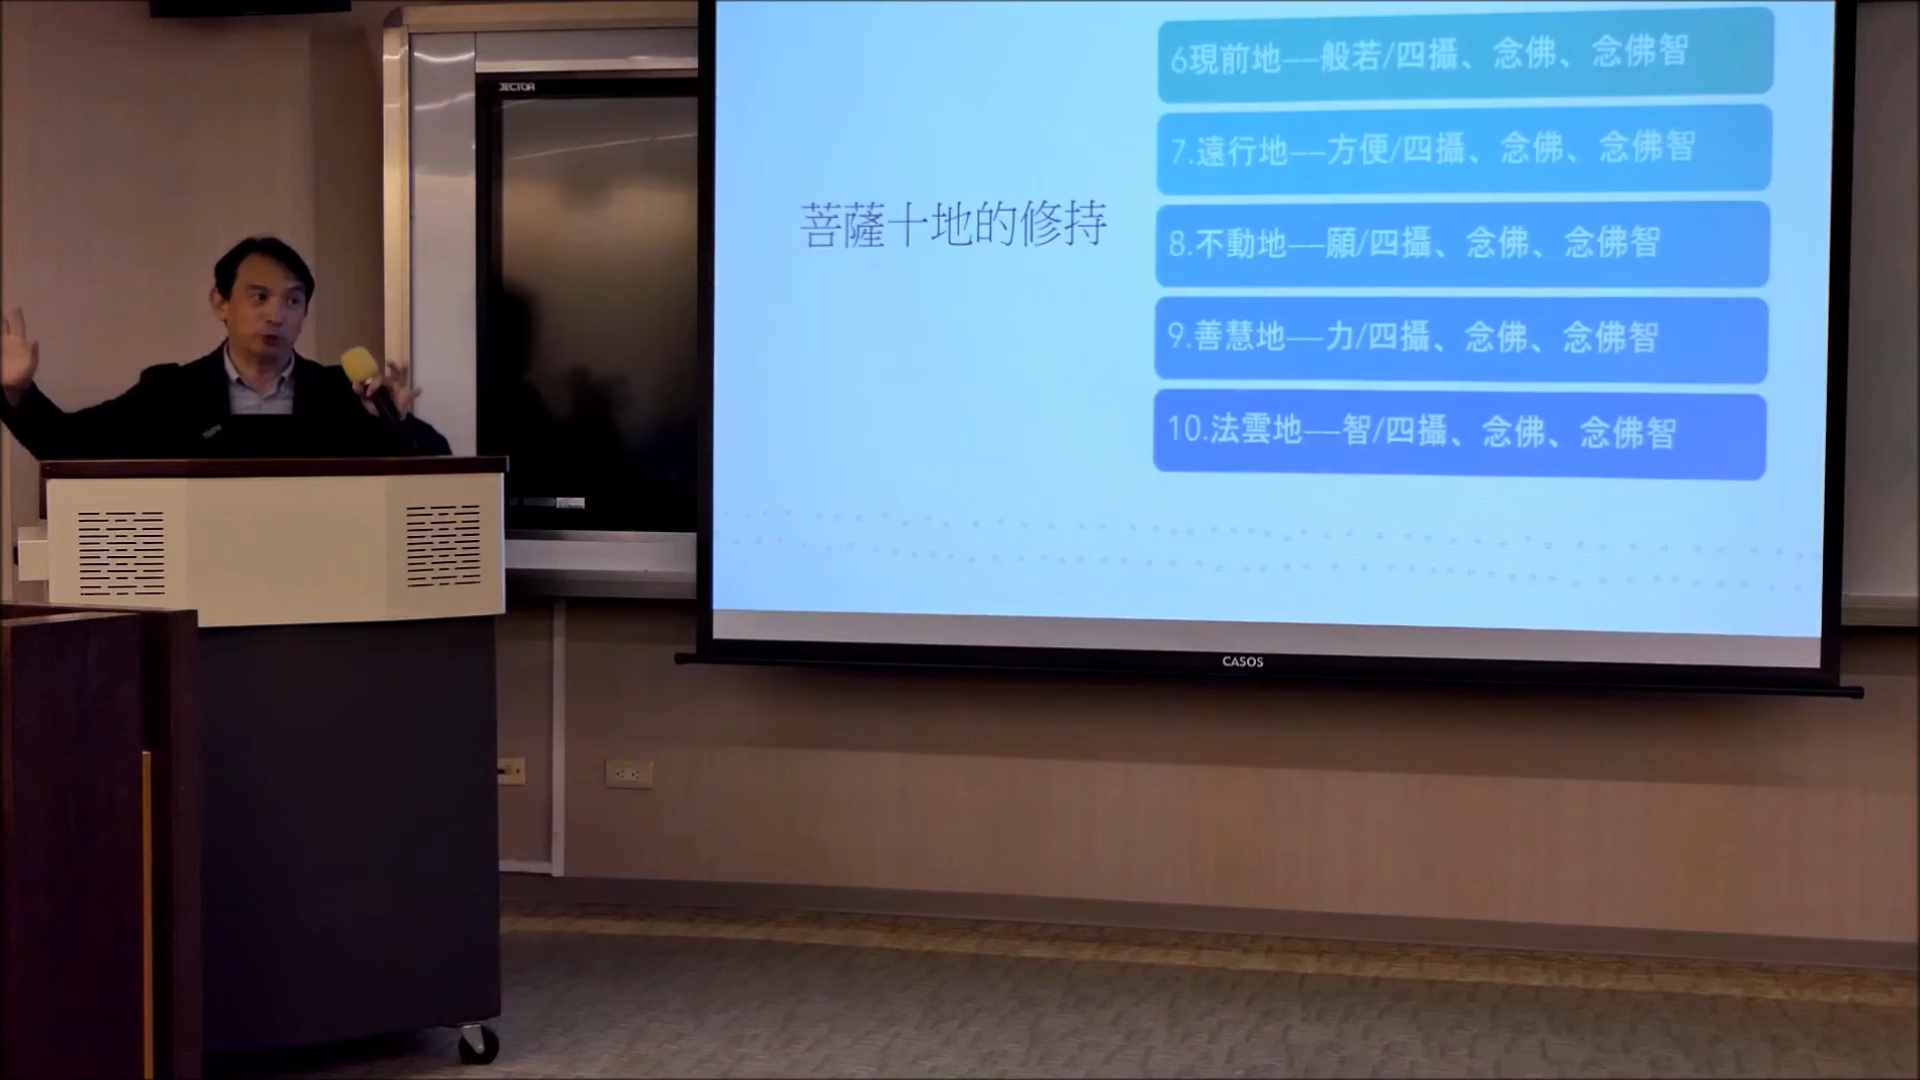 JECTOR
菩薩十地的修持
6現前地——般若/四攝、念佛、念佛智
7.遠行地——方便/四攝、念佛、念佛智
8.不動地——願/四攝、念佛、念佛智
9.善慧地——力/四攝、念佛、念佛智
10.法雲地——智/四攝、念佛、念佛智
CASOS